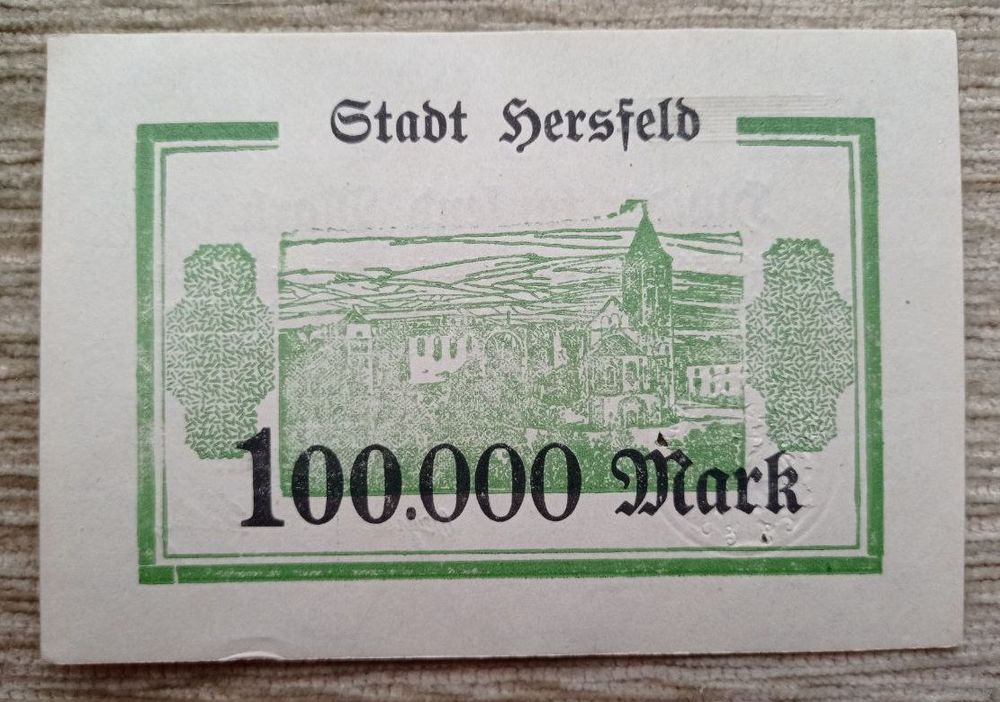 Stadt Hersfeld
100.000 Mark